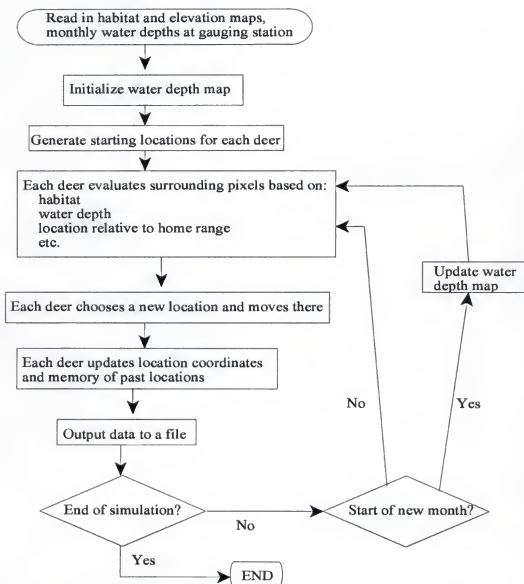 Read in habitat and elevation maps,
monthly water depths at gauging station
Initialize water depth map
Generate starting locations for each deer
Each deer evaluates surrounding pixels based on:
habitat
water depth
location relative to home range
etc.
Update water
depth map
Each deer chooses a new location and moves there
Each deer updates location coordinates
and memory of past locations
No
Yes
Output data to a file
End of simulation?
No
Start of new month?
Yes
END